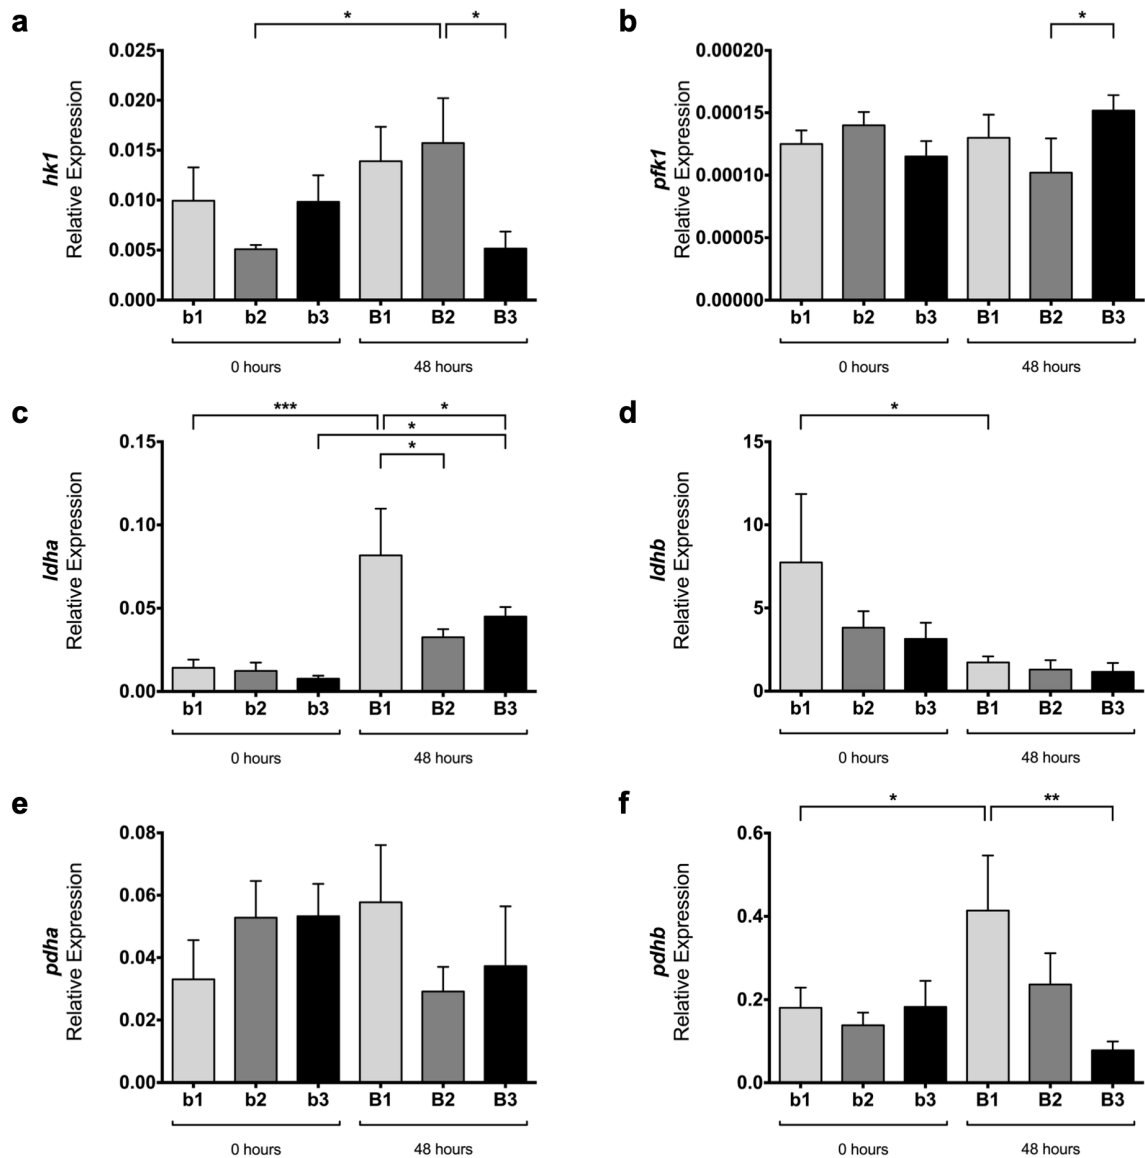 a
* *
hk1
Relative Expression
0.025
0.020
0.015
0.010
0.005
0.000
b1 b2 b3 B1 B2 B3
0 hours 48 hours
b
*
pfk1
Relative Expression
0.00020
0.00015
0.00010
0.00005
0.00000
b1 b2 b3 B1 B2 B3
0 hours 48 hours
c
*** *
*
*
ldha
Relative Expression
0.15
0.10
0.05
0.00
b1 b2 b3 B1 B2 B3
0 hours 48 hours
d
*
ldhb
Relative Expression
15
10
5
0
b1 b2 b3 B1 B2 B3
0 hours 48 hours
e
pdha
Relative Expression
0.08
0.06
0.04
0.02
0.00
b1 b2 b3 B1 B2 B3
0 hours 48 hours
f
* **
pdhb
Relative Expression
0.6
0.4
0.2
0.0
b1 b2 b3 B1 B2 B3
0 hours 48 hours